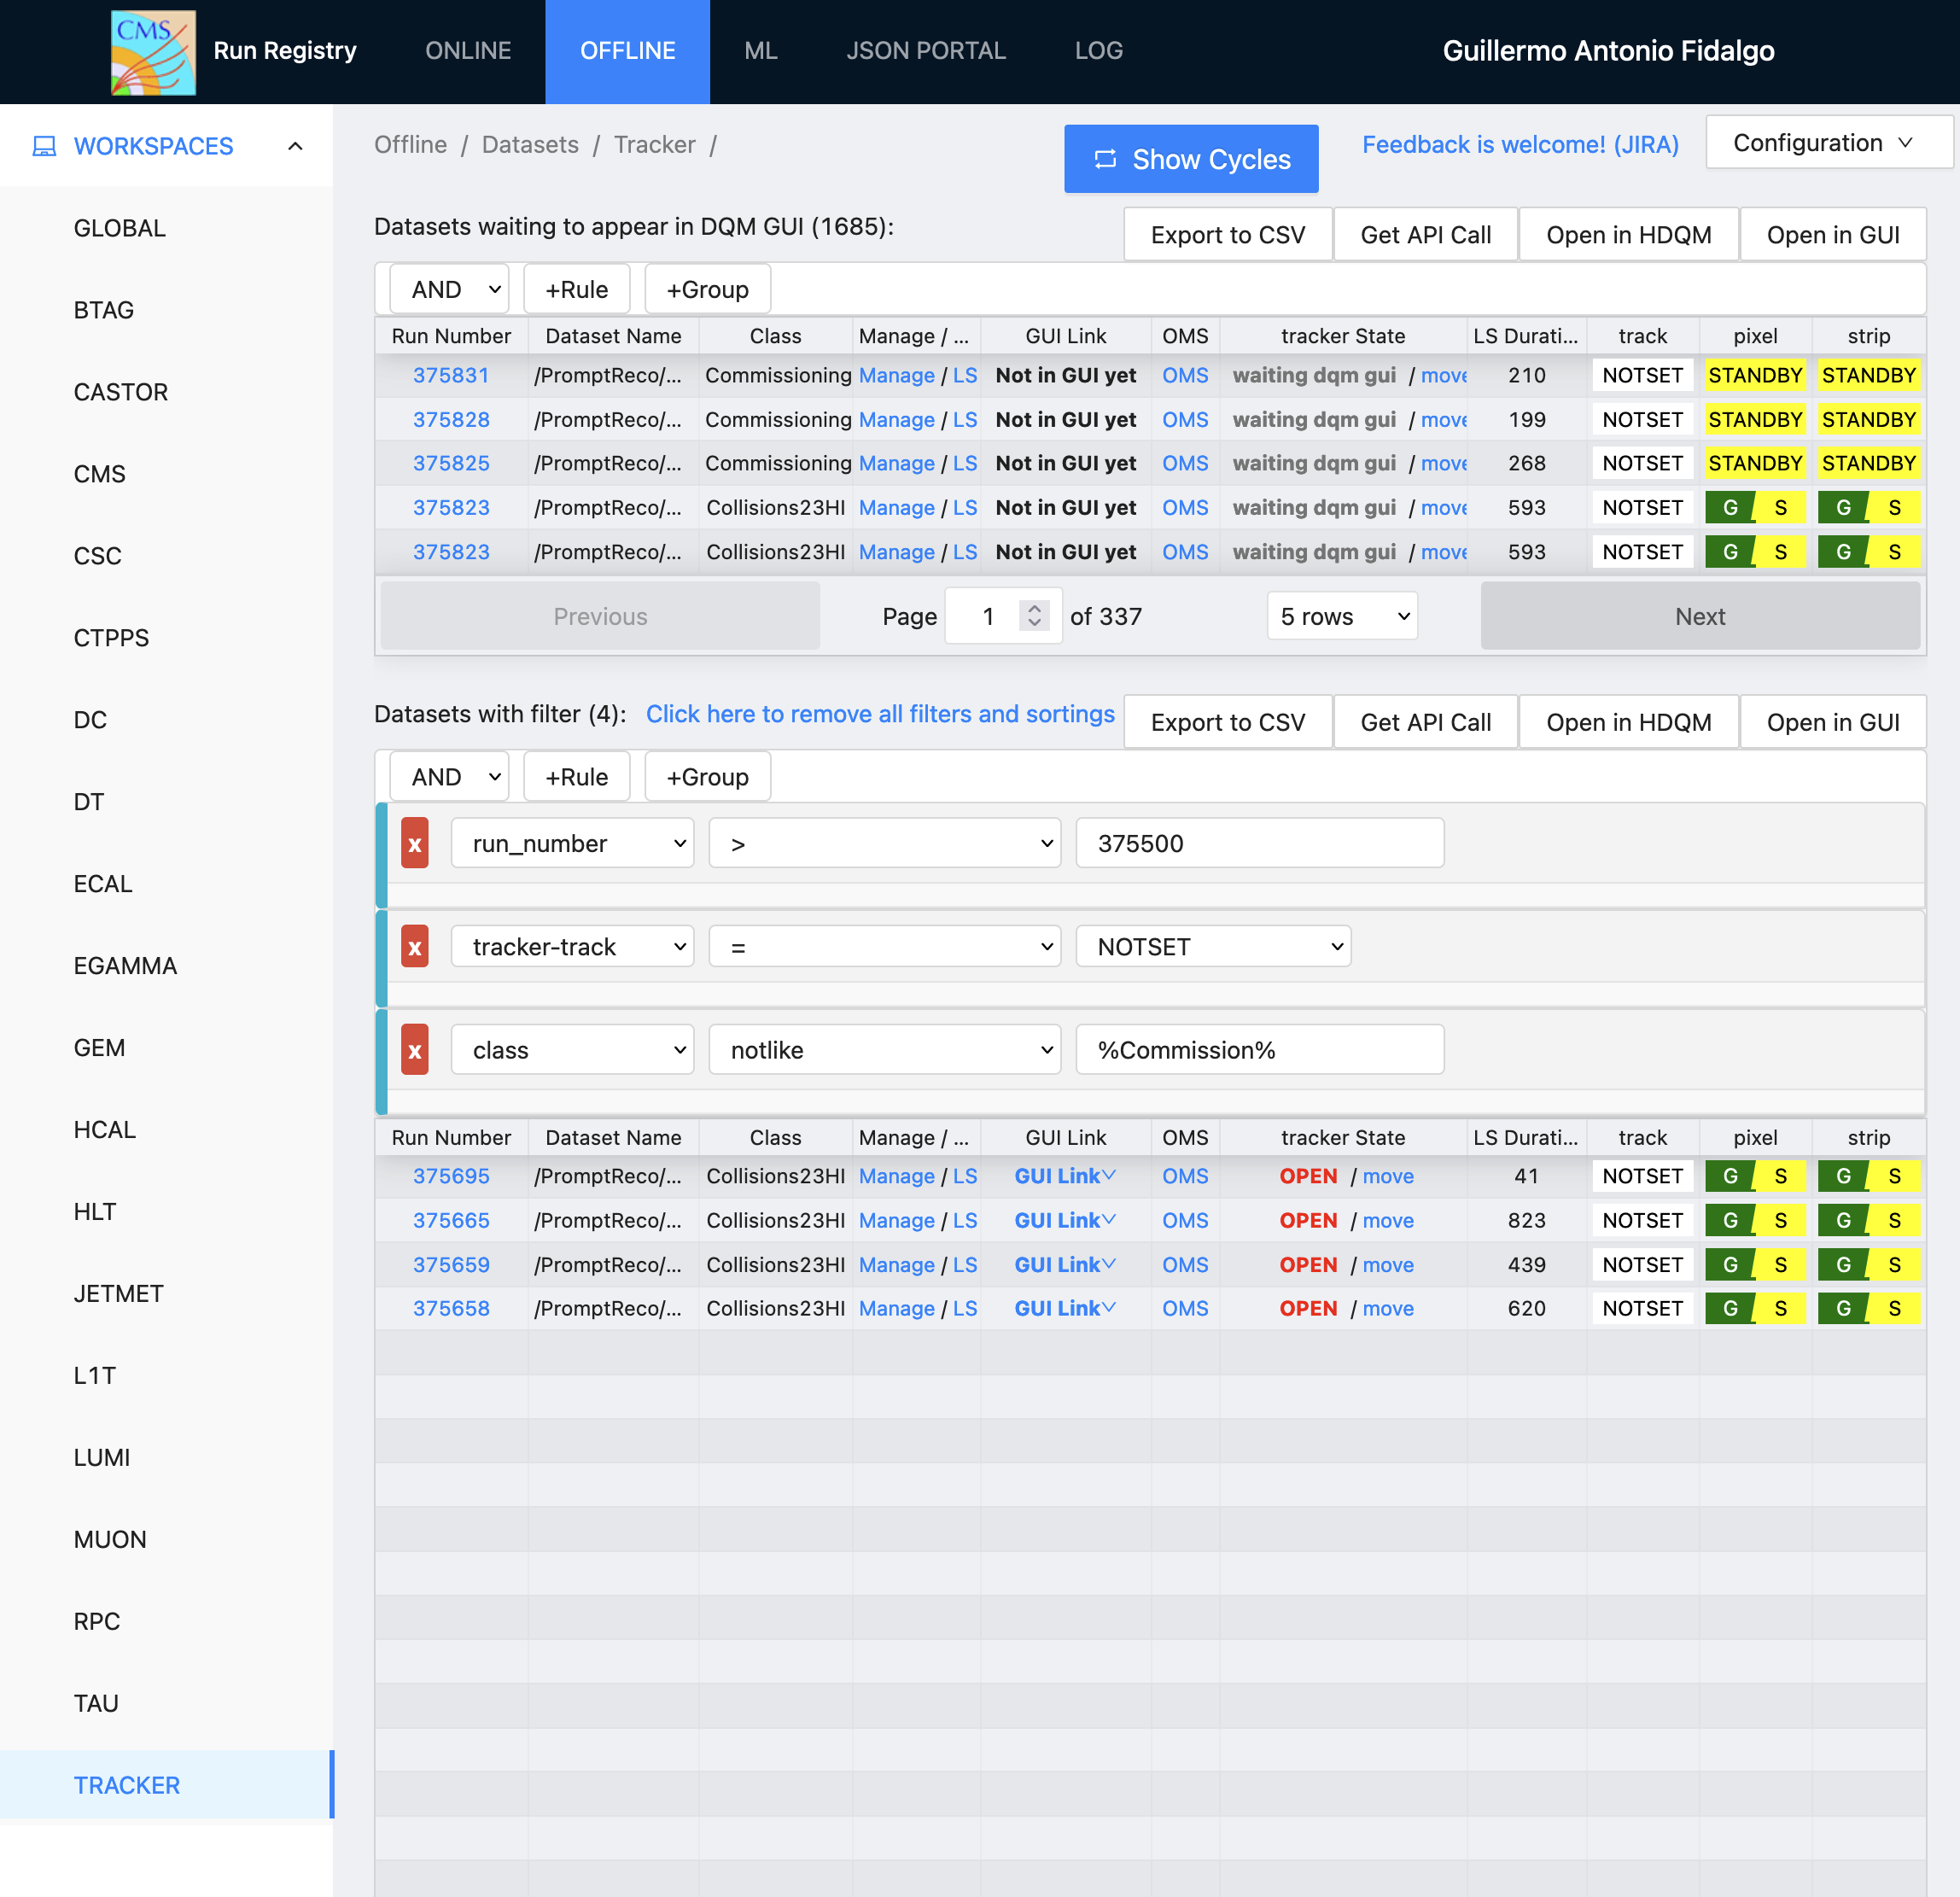 CMS
Run Registry ONLINE OFFLINE ML JSON PORTAL LOG Guillermo Antonio Fidalgo
WORKSPACES
GLOBAL
BTAG
CASTOR
CMS
CSC
CTPPS
DC
DT
ECAL
EGAMMA
GEM
HCAL
HLT
JETMET
L1T
LUMI
MUON
RPC
TAU
TRACKER
Offline / Datasets / Tracker /
Show Cycles
Feedback is welcome! (JIRA)
Configuration
Datasets waiting to appear in DQM GUI (1685):
Export to CSV Get API Call Open in HDQM Open in GUI
AND +Rule +Group
Run Number Dataset Name Class Manage / ... GUI Link OMS tracker State LS Durati... track pixel strip
375831 /PromptReco/... Commissioning Manage / LS Not in GUI yet OMS waiting dqm gui / move 210 NOTSET STANDBY STANDBY
375828 /PromptReco/... Commissioning Manage / LS Not in GUI yet OMS waiting dqm gui / move 199 NOTSET STANDBY STANDBY
375825 /PromptReco/... Commissioning Manage / LS Not in GUI yet OMS waiting dqm gui / move 268 NOTSET STANDBY STANDBY
375823 /PromptReco/... Collisions23HI Manage / LS Not in GUI yet OMS waiting dqm gui / move 593 NOTSET G S G S
375823 /PromptReco/... Collisions23HI Manage / LS Not in GUI yet OMS waiting dqm gui / move 593 NOTSET G S G S
Previous Page 1 of 337 5 rows Next
Datasets with filter (4): Click here to remove all filters and sortings
Export to CSV Get API Call Open in HDQM Open in GUI
AND +Rule +Group
x run_number > 375500
x tracker-track = NOTSET
x class notlike %Commission%
Run Number Dataset Name Class Manage / ... GUI Link OMS tracker State LS Durati... track pixel strip
375695 /PromptReco/... Collisions23HI Manage / LS GUI Link OMS OPEN / move 41 NOTSET G S G S
375665 /PromptReco/... Collisions23HI Manage / LS GUI Link OMS OPEN / move 823 NOTSET G S G S
375659 /PromptReco/... Collisions23HI Manage / LS GUI Link OMS OPEN / move 439 NOTSET G S G S
375658 /PromptReco/... Collisions23HI Manage / LS GUI Link OMS OPEN / move 620 NOTSET G S G S